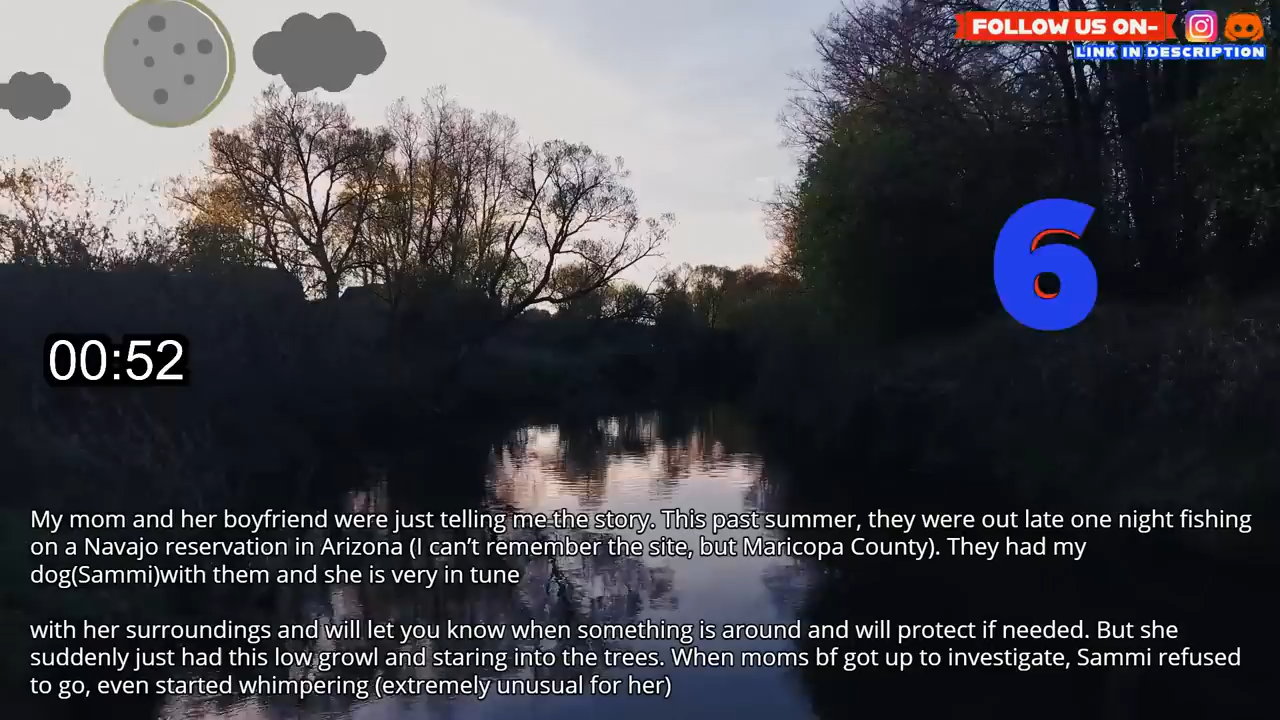 FOLLOW US ON-
LINK IN DESCRIPTION
6
00:52
My mom and her boyfriend were just telling me the story. This past summer, they were out late one night fishing
on a Navajo reservation in Arizona (I can’t remember the site, but Maricopa County). They had my
dog(Sammi)with them and she is very in tune
with her surroundings and will let you know when something is around and will protect if needed. But she
suddenly just had this low growl and staring into the trees. When moms bf got up to investigate, Sammi refused
to go, even started whimpering (extremely unusual for her)